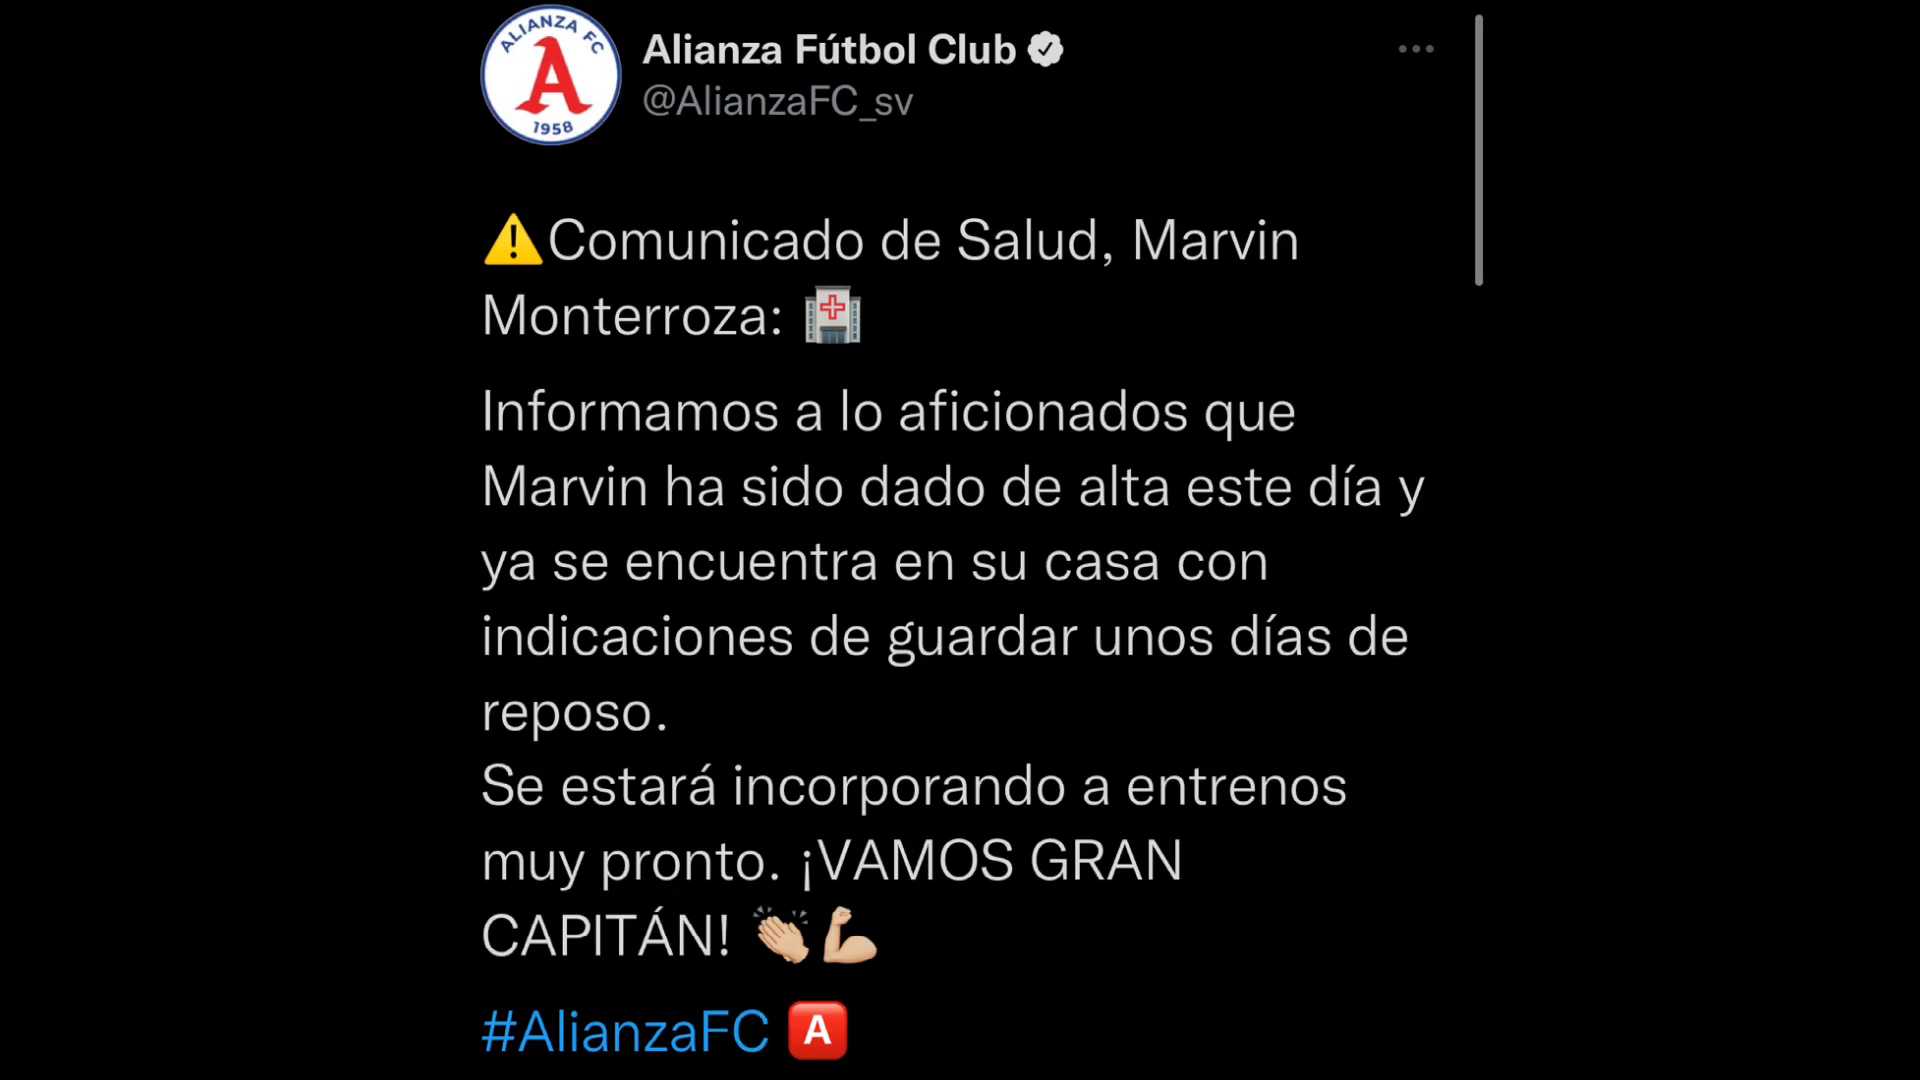 ALIANZA FC
A
1958
Alianza Fútbol Club
@AlianzaFC_sv
⚠️Comunicado de Salud, Marvin
Monterroza: 🏥
Informamos a lo aficionados que
Marvin ha sido dado de alta este día y
ya se encuentra en su casa con
indicaciones de guardar unos días de
reposo.
Se estará incorporando a entrenos
muy pronto. ¡VAMOS GRAN
CAPITÁN! 👏🏼💪🏼
#AlianzaFC 🅰️